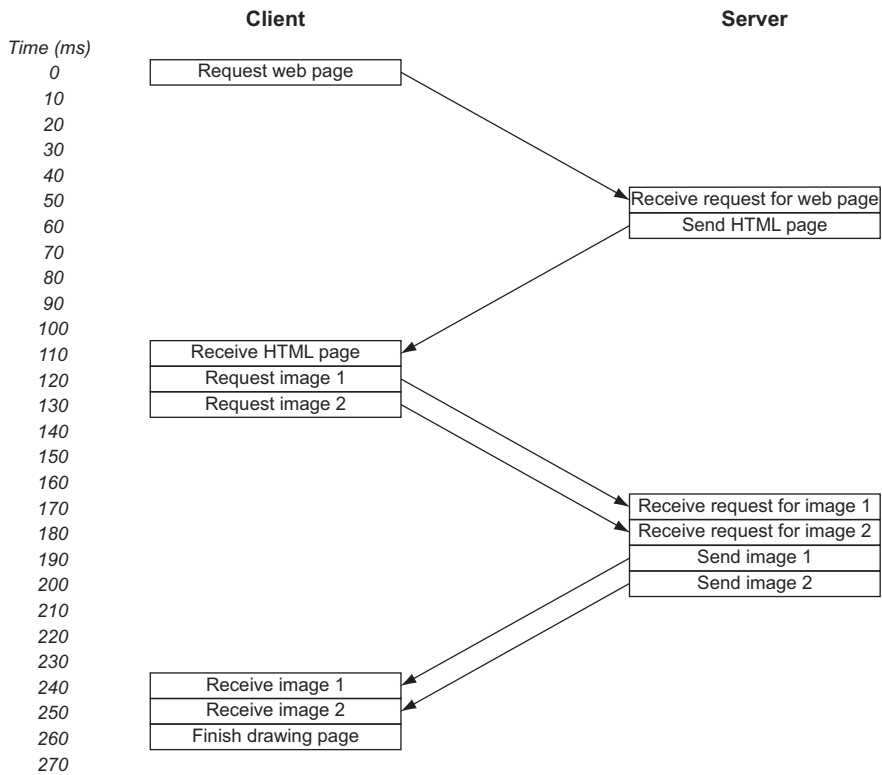 Client Server
Time (ms)
0 Request web page
10
20
30
40
50 Receive request for web page
60 Send HTML page
70
80
90
100
110 Receive HTML page
120 Request image 1
130 Request image 2
140
150
160
170 Receive request for image 1
180 Receive request for image 2
190 Send image 1
200 Send image 2
210
220
230
240 Receive image 1
250 Receive image 2
260 Finish drawing page
270